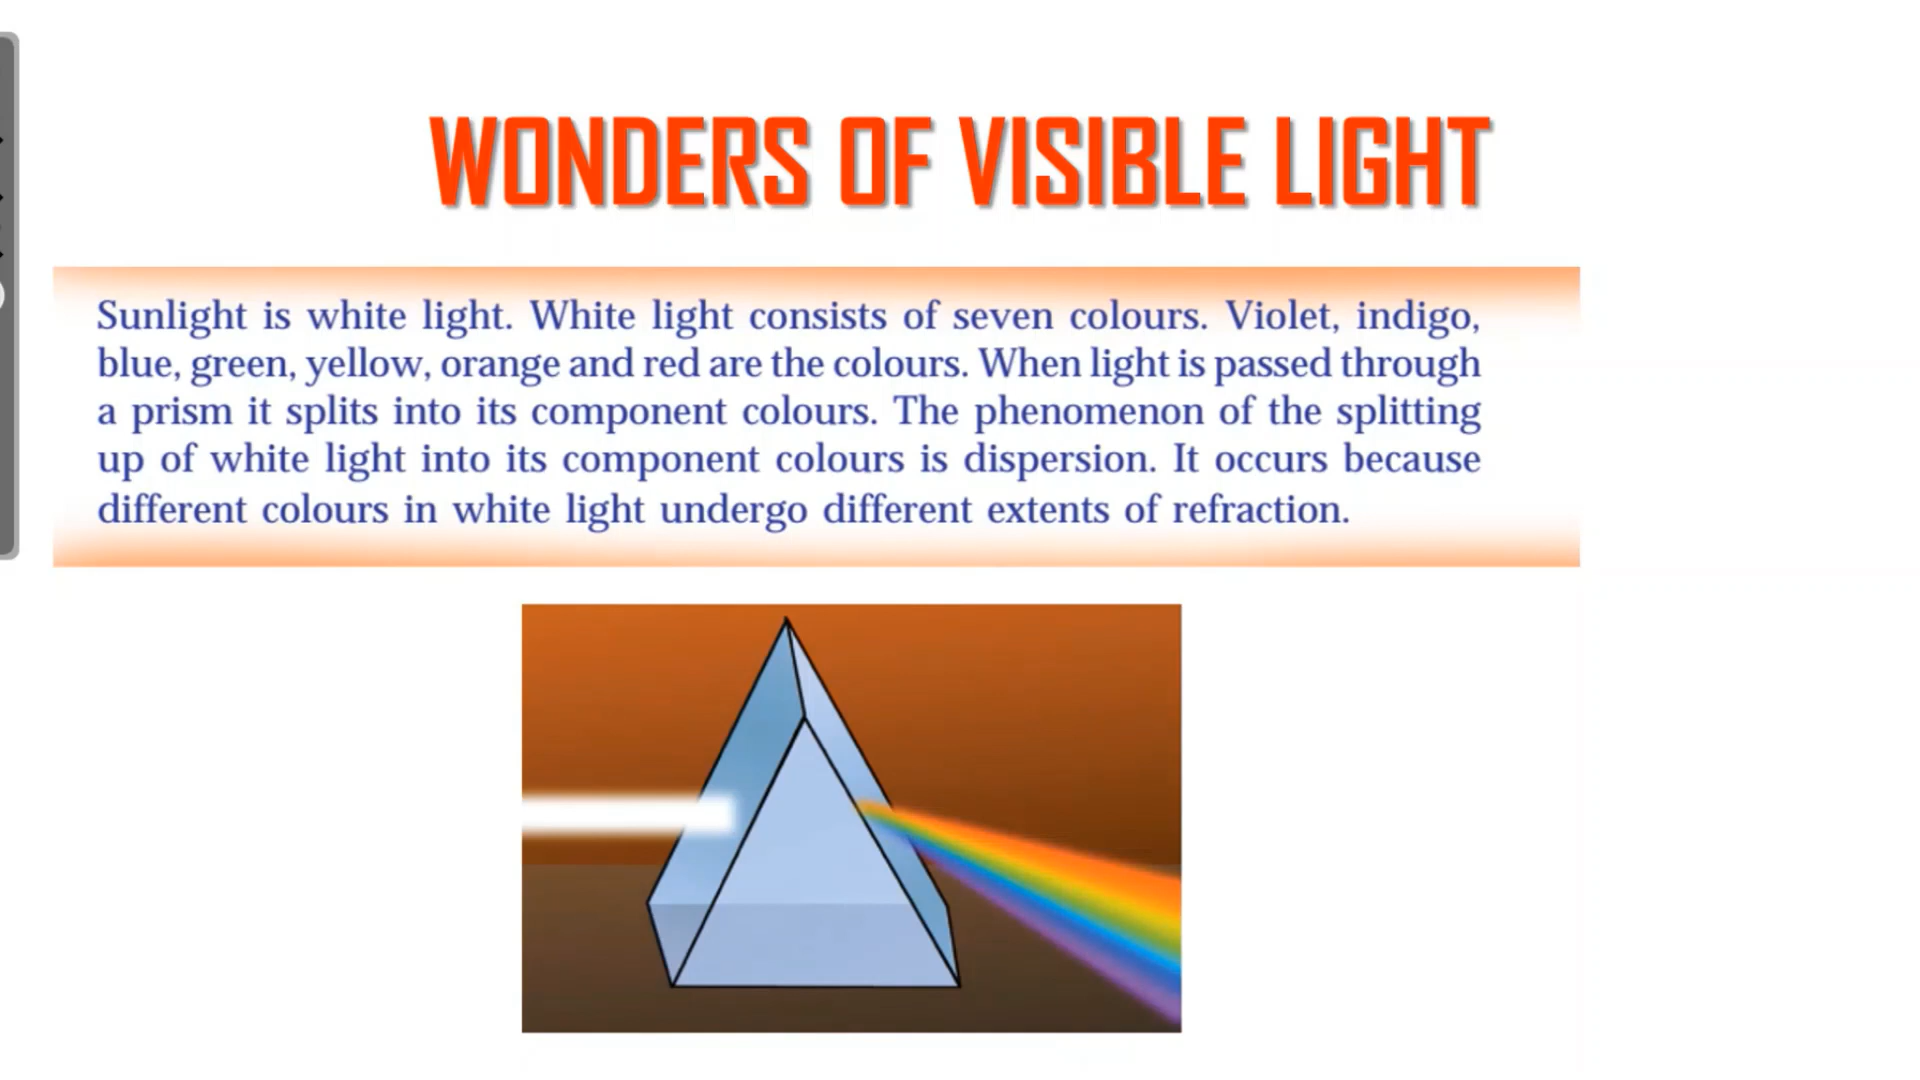 WONDERS OF VISIBLE LIGHT
Sunlight is white light. White light consists of seven colours. Violet, indigo,
blue, green, yellow, orange and red are the colours. When light is passed through
a prism it splits into its component colours. The phenomenon of the splitting
up of white light into its component colours is dispersion. It occurs because
different colours in white light undergo different extents of refraction.